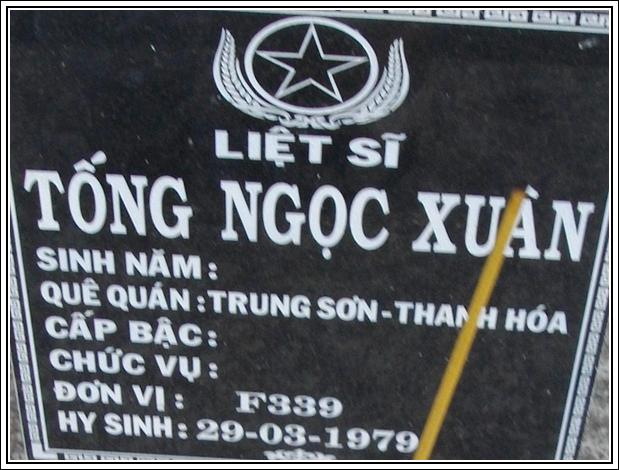 LIỆT SĨ
TỐNG NGỌC XUÂN
SINH NĂM :
QUÊ QUÁN : TRUNG SƠN - THANH HÓA
CẤP BẬC :
CHỨC VỤ :
ĐƠN VỊ : F339
HY SINH : 29-03-1979